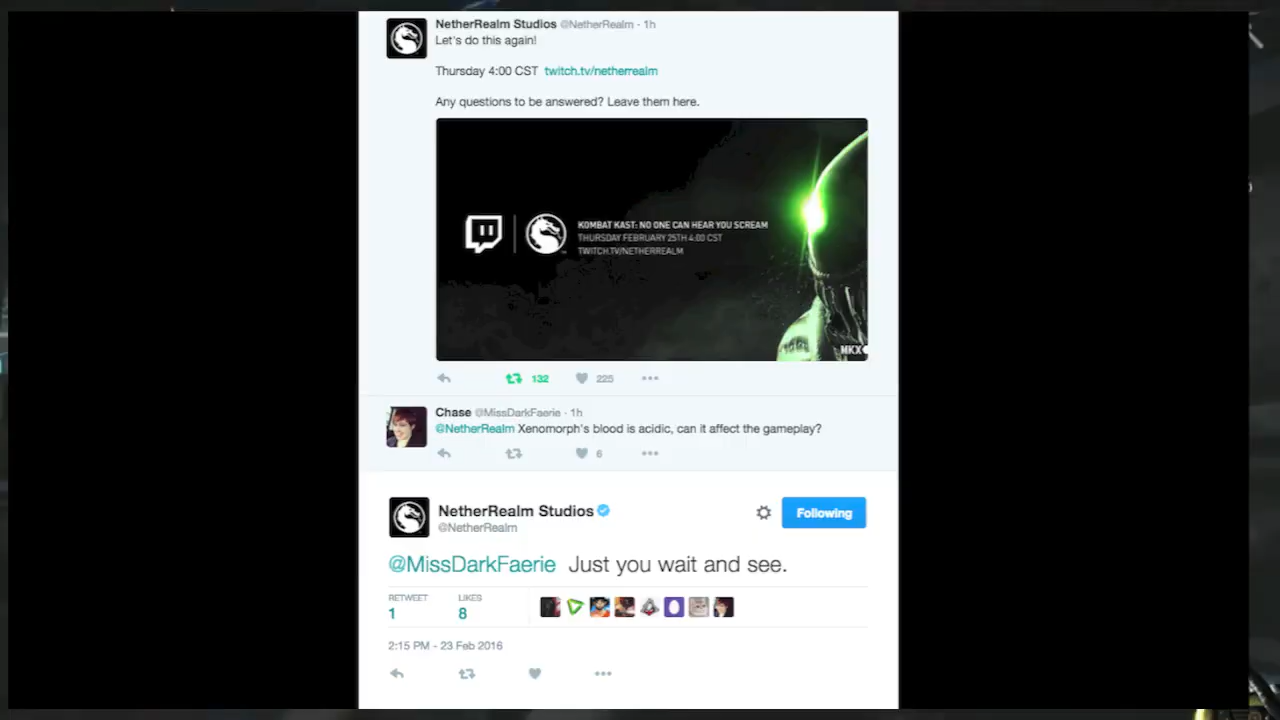 NetherRealm Studios @NetherRealm · 1h
Let's do this again!
Thursday 4:00 CST twitch.tv/netherrealm
Any questions to be answered? Leave them here.
KOMBAT KAST: NO ONE CAN HEAR YOU SCREAM
THURSDAY FEBRUARY 25TH 4:00 CST
TWITCH.TV/NETHERREALM
MKX
132 225
Chase @MissDarkFaerie · 1h
@NetherRealm Xenomorph's blood is acidic, can it affect the gameplay?
6
NetherRealm Studios
@NetherRealm
Following
@MissDarkFaerie Just you wait and see.
RETWEET LIKES
1 8
2:15 PM - 23 Feb 2016